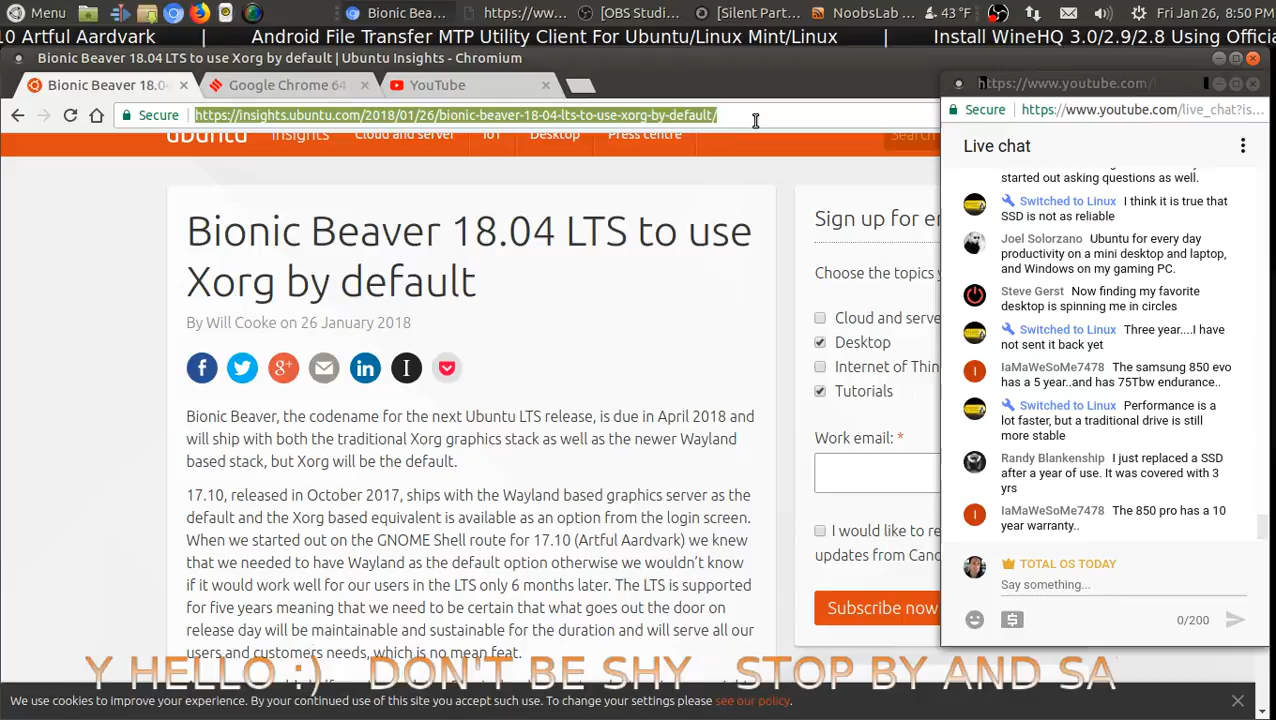 Menu
Bionic Bea...
https://ww...
[OBS Studi...
[Silent Part...
NoobsLab ...
43 °F
Fri Jan 26, 8:50 PM
10 Artful Aardvark | Android File Transfer MTP Utility Client For Ubuntu/Linux Mint/Linux | Install WineHQ 3.0/2.9/2.8 Using Offici
Bionic Beaver 18.04 LTS to use Xorg by default | Ubuntu Insights - Chromium
Bionic Beaver 18.0
Google Chrome 64
YouTube
Secure
https://insights.ubuntu.com/2018/01/26/bionic-beaver-18-04-lts-to-use-xorg-by-default/
ubuntu Insights Cloud and server IoT Desktop Press centre Search
Bionic Beaver 18.04 LTS to use
Xorg by default
By Will Cooke on 26 January 2018
Bionic Beaver, the codename for the next Ubuntu LTS release, is due in April 2018 and
will ship with both the traditional Xorg graphics stack as well as the newer Wayland
based stack, but Xorg will be the default.
17.10, released in October 2017, ships with the Wayland based graphics server as the
default and the Xorg based equivalent is available as an option from the login screen.
When we started out on the GNOME Shell route for 17.10 (Artful Aardvark) we knew
that we needed to have Wayland as the default option otherwise we wouldn't know
if it would work well for our users in the LTS only 6 months later. The LTS is supported
for five years meaning that we need to be certain that what goes out the door on
release day will be maintainable and sustainable for the duration and will serve all our
users and customers needs, which is no mean feat.
Sign up for e
Choose the topics y
Cloud and serve
Desktop
Internet of Thin
Tutorials
Work email: *
I would like to re
updates from Cano
Subscribe now
https://www.youtube.com/
Secure
https://www.youtube.com/live_chat?is...
Live chat
started out asking questions as well.
Switched to Linux I think it is true that
SSD is not as reliable
Joel Solorzano Ubuntu for every day
productivity on a mini desktop and laptop,
and Windows on my gaming PC.
Steve Gerst Now finding my favorite
desktop is spinning me in circles
Switched to Linux Three year....I have
not sent it back yet
IaMaWeSoMe7478 The samsung 850 evo
has a 5 year..and has 75Tbw endurance..
Switched to Linux Performance is a
lot faster, but a traditional drive is still
more stable
Randy Blankenship I just replaced a SSD
after a year of use. It was covered with 3
yrs
IaMaWeSoMe7478 The 850 pro has a 10
year warranty..
TOTAL OS TODAY
Say something...
0/200
Y HELLO :) DON'T BE SHY STOP BY AND SA
We use cookies to improve your experience. By your continued use of this site you accept such use. To change your settings please see our policy.